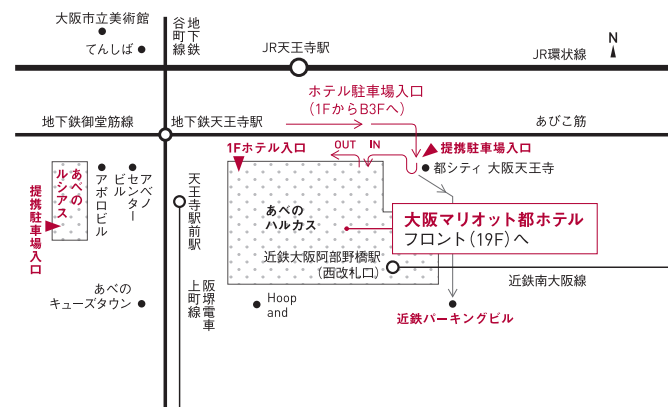 大阪市立美術館
てんしば
谷町線
地下鉄
JR天王寺駅
JR環状線
N
ホテル駐車場入口
(1FからB3Fへ)
地下鉄御堂筋線
地下鉄天王寺駅
あびこ筋
1Fホテル入口
OUT
IN
提携駐車場入口
都シティ 大阪天王寺
あべの
ルシアス
提携駐車場入口
アポロビル
アベノ
センター
ビル
天王寺駅前駅
あべの
ハルカス
大阪マリオット都ホテル
フロント(19F)へ
近鉄大阪阿部野橋駅
(西改札口)
近鉄南大阪線
あべの
キューズタウン
阪堺電車
上町線
Hoop
and
近鉄パーキングビル